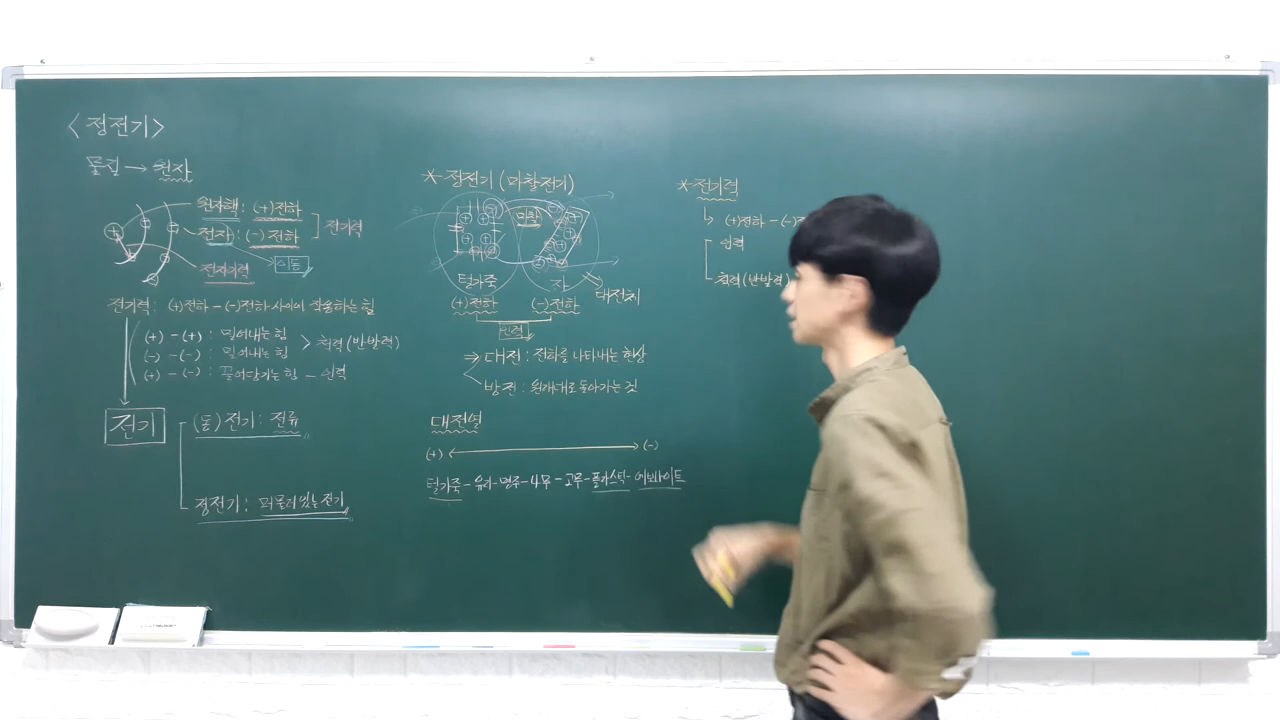 <정전기>
물질 → 원자
원자핵 : (+)전하
전자 : (-)전하
전기력
이동
전자기력
전기력 : (+)전하 - (-)전하 사이에 작용하는 힘
(+) - (+) : 밀어내는 힘
(-) - (-) : 밀어내는 힘
> 척력(반발력)
(+) - (-) : 끌어당기는 힘 - 인력
전기
(동)전기 : 전류
정전기 : 머물러있는 전기
*정전기(마찰전기)
마찰
털가죽
자
(+)전하
(-)전하
대전체
인력
⇒ 대전 : 전하를 나타내는 현상
방전 : 원래대로 돌아가는 것
대전열
(+) ↔ (-)
털가죽 - 유리 - 명주 - 나무 - 고무 - 플라스틱 - 에보나이트
*전기력
↳ (+)전하 - (-)
인력
척력(반발력)